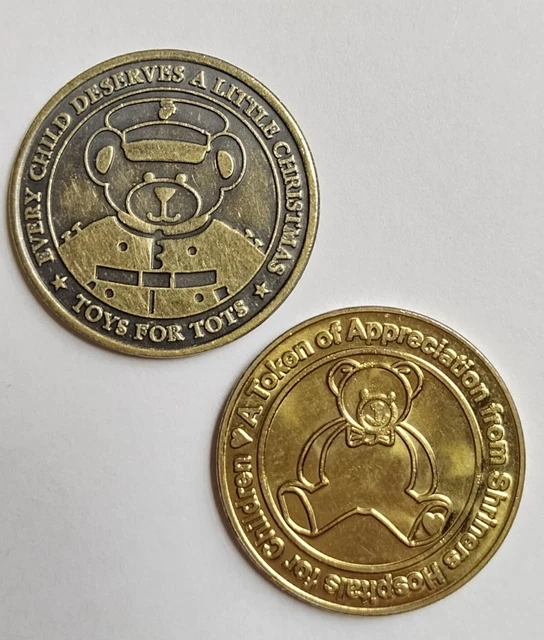 EVERY CHILD DESERVES A LITTLE CHRISTMAS
TOYS FOR TOTS
A Token of Appreciation from Shriners Hospitals for Children